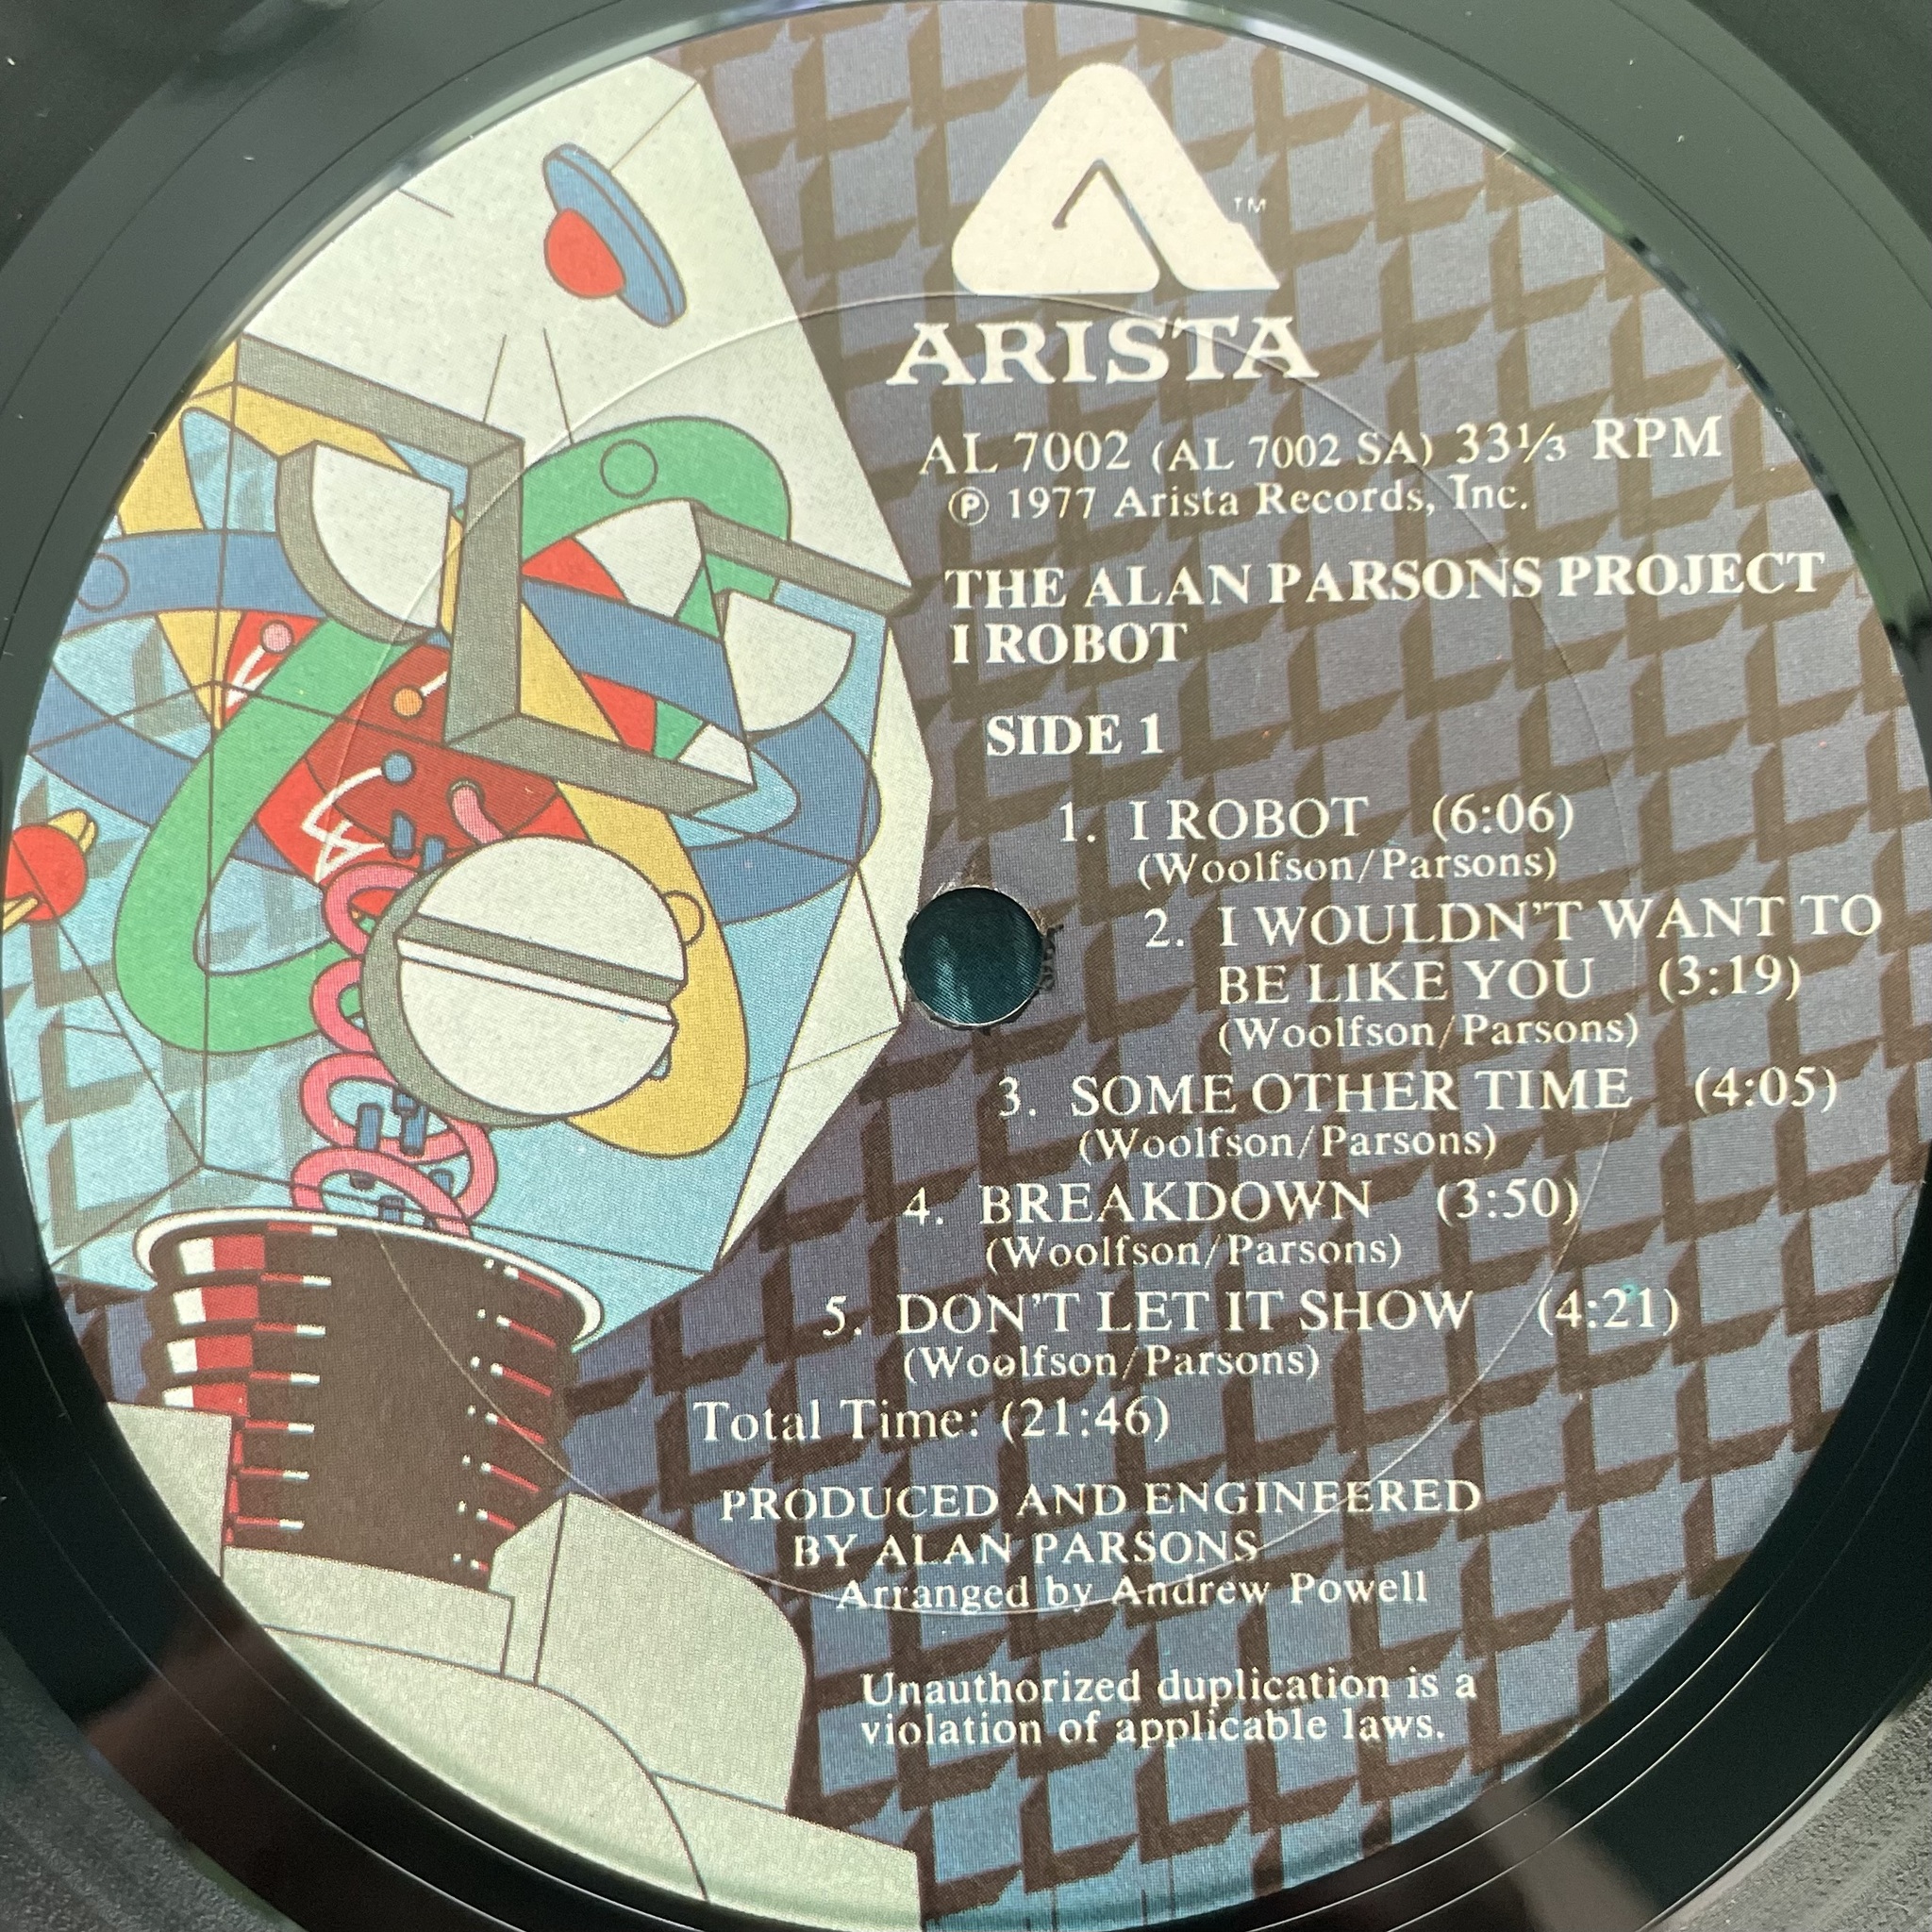 TM
ARISTA
AL 7002 (AL 7002 SA) 33⅓ RPM
℗ 1977 Arista Records, Inc.
THE ALAN PARSONS PROJECT
I ROBOT
SIDE 1
1. I ROBOT (6:06)
(Woolfson/Parsons)
2. I WOULDN'T WANT TO
BE LIKE YOU (3:19)
(Woolfson/Parsons)
3. SOME OTHER TIME (4:05)
(Woolfson/Parsons)
4. BREAKDOWN (3:50)
(Woolfson/Parsons)
5. DON'T LET IT SHOW (4:21)
(Woolfson/Parsons)
Total Time: (21:46)
PRODUCED AND ENGINEERED
BY ALAN PARSONS
Arranged by Andrew Powell
Unauthorized duplication is a
violation of applicable laws.